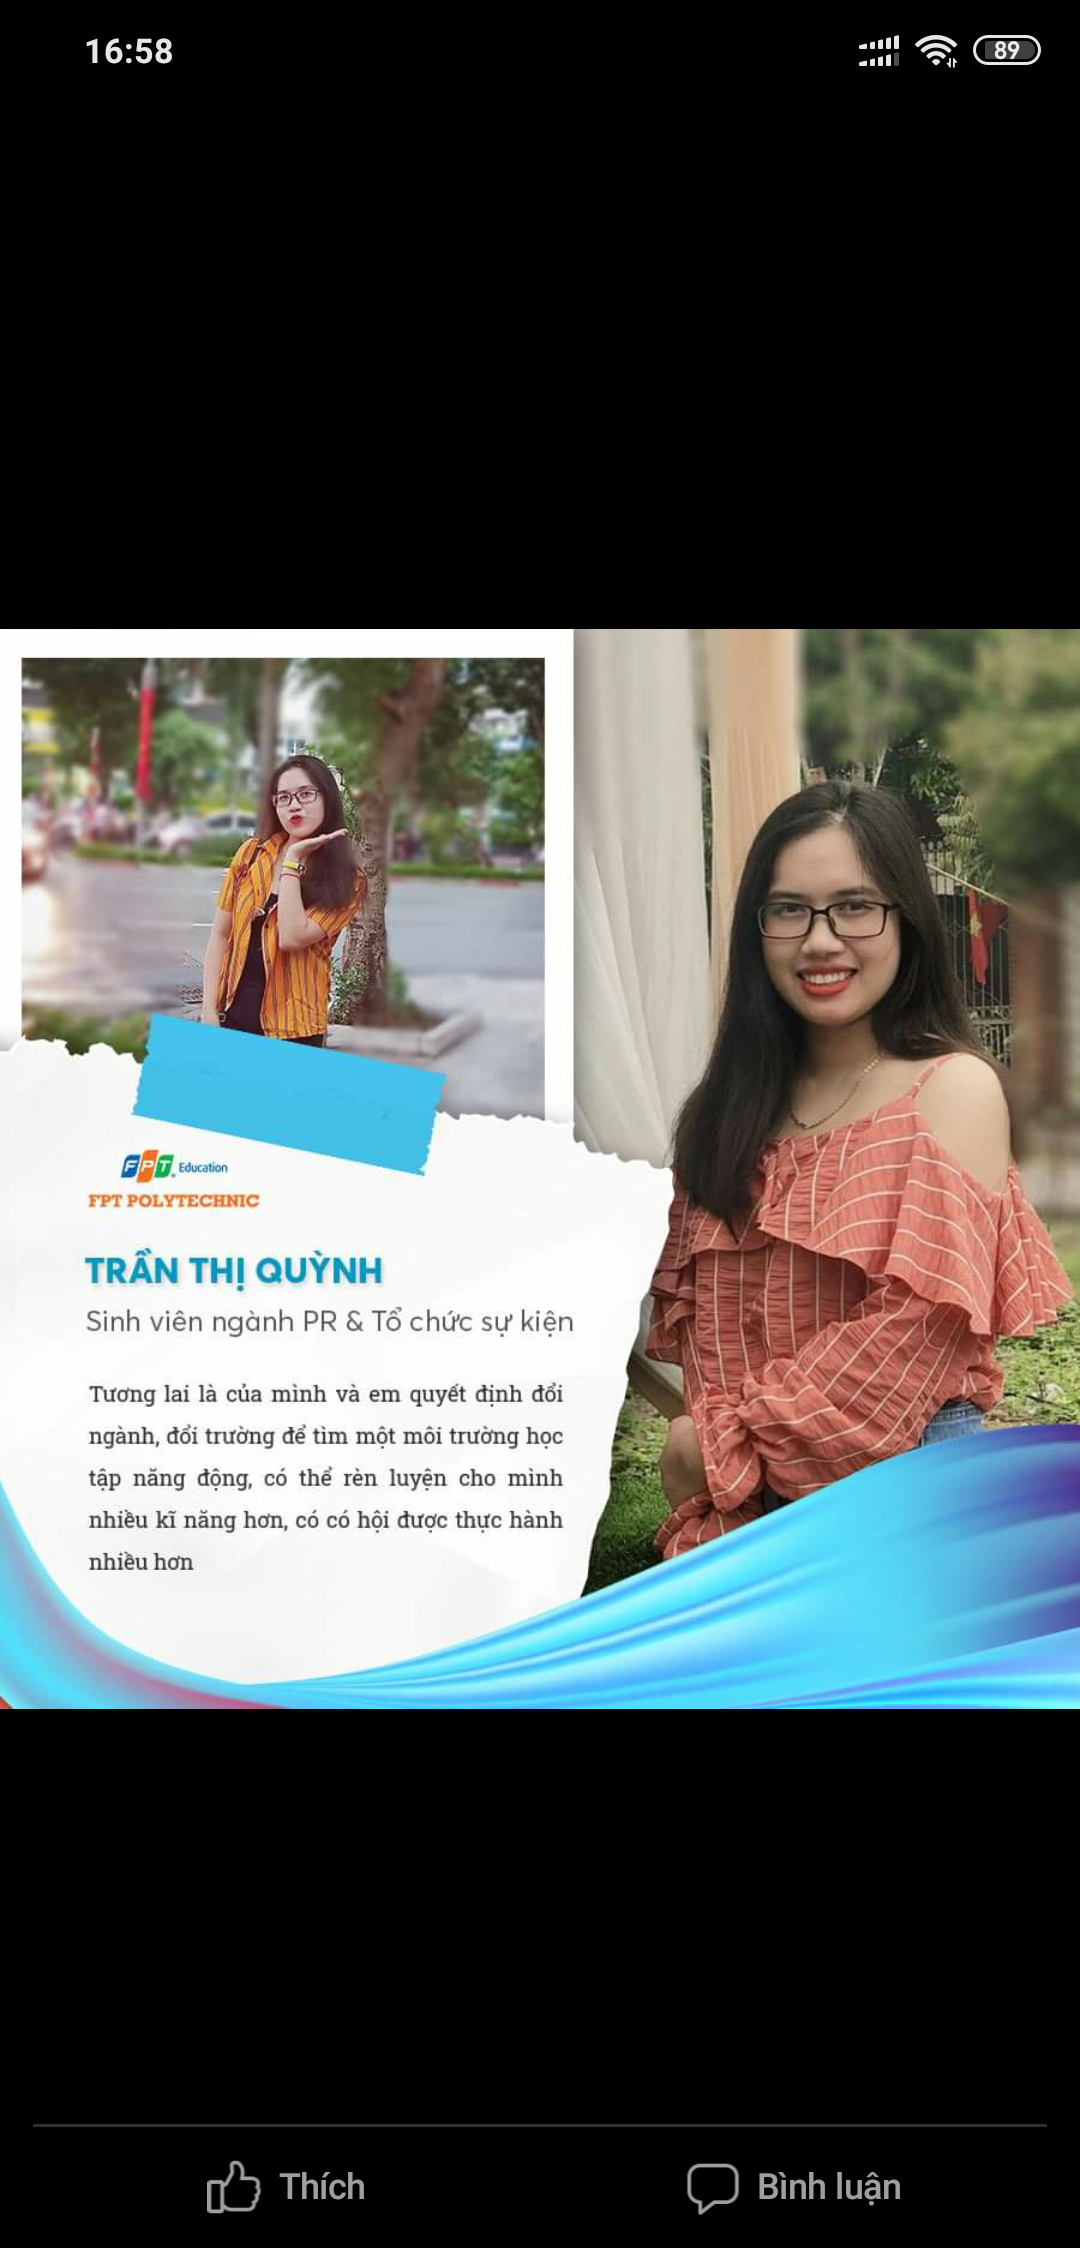 16:58
89
FPT Education
FPT POLYTECHNIC
TRẦN THỊ QUỲNH
Sinh viên ngành PR & Tổ chức sự kiện
Tương lai là của mình và em quyết định đổi
ngành, đổi trường để tìm một môi trường học
tập năng động, có thể rèn luyện cho mình
nhiều kĩ năng hơn, có có hội được thực hành
nhiều hơn
Thích
Bình luận